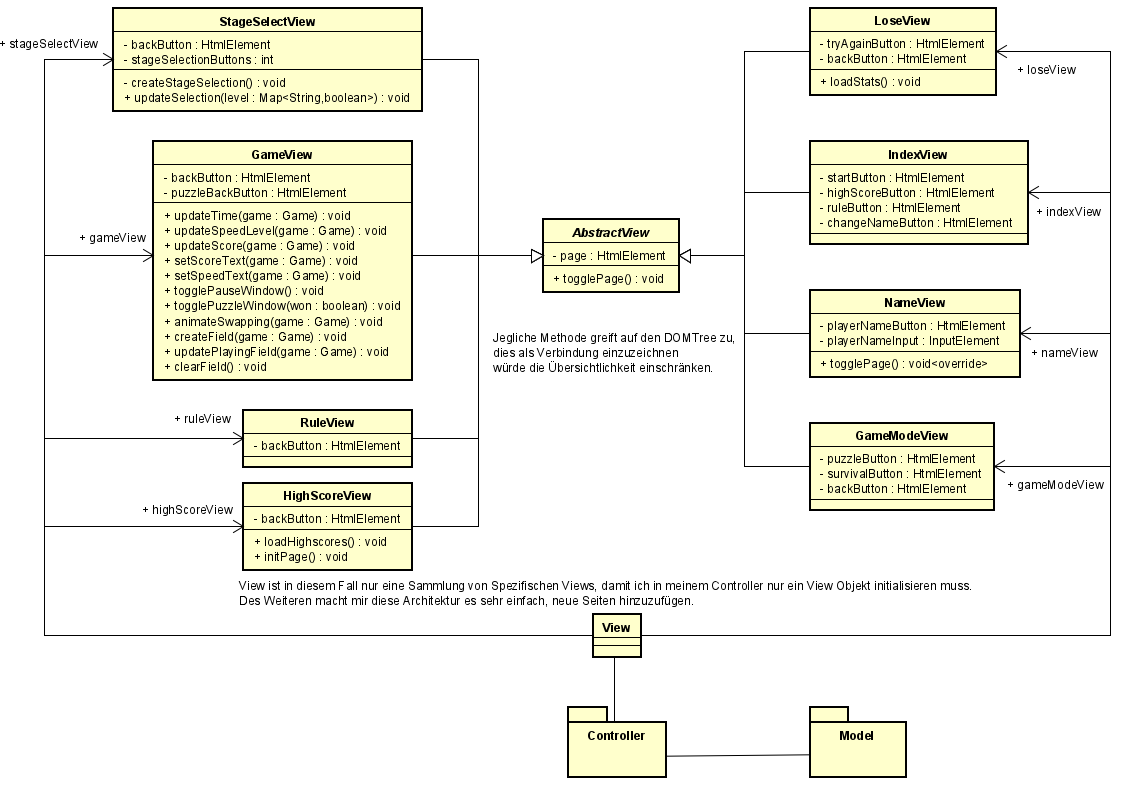 + stageSelectView
StageSelectView
- backButton : HtmlElement
- stageSelectionButtons : int
- createStageSelection() : void
+ updateSelection(level : Map<String,boolean>) : void
+ gameView
GameView
- backButton : HtmlElement
- puzzleBackButton : HtmlElement
+ updateTime(game : Game) : void
+ updateSpeedLevel(game : Game) : void
+ updateScore(game : Game) : void
+ setScoreText(game : Game) : void
+ setSpeedText(game : Game) : void
+ togglePauseWindow() : void
+ togglePuzzleWindow(won : boolean) : void
+ animateSwapping(game : Game) : void
+ createField(game : Game) : void
+ updatePlayingField(game : Game) : void
+ clearField() : void
+ ruleView
RuleView
- backButton : HtmlElement
+ highScoreView
HighScoreView
- backButton : HtmlElement
+ loadHighscores() : void
+ initPage() : void
AbstractView
- page : HtmlElement
+ togglePage() : void
Jegliche Methode greift auf den DOMTree zu,
dies als Verbindung einzuzeichnen
würde die Übersichtlichkeit einschränken.
LoseView
- tryAgainButton : HtmlElement
- backButton : HtmlElement
+ loadStats() : void
+ loseView
IndexView
- startButton : HtmlElement
- highScoreButton : HtmlElement
- ruleButton : HtmlElement
- changeNameButton : HtmlElement
+ indexView
NameView
- playerNameButton : HtmlElement
- playerNameInput : InputElement
+ togglePage() : void<override>
+ nameView
GameModeView
- puzzleButton : HtmlElement
- survivalButton : HtmlElement
- backButton : HtmlElement
+ gameModeView
View ist in diesem Fall nur eine Sammlung von Spezifischen Views, damit ich in meinem Controller nur ein View Objekt initialisieren muss.
Des Weiteren macht mir diese Architektur es sehr einfach, neue Seiten hinzuzufügen.
View
Controller
Model